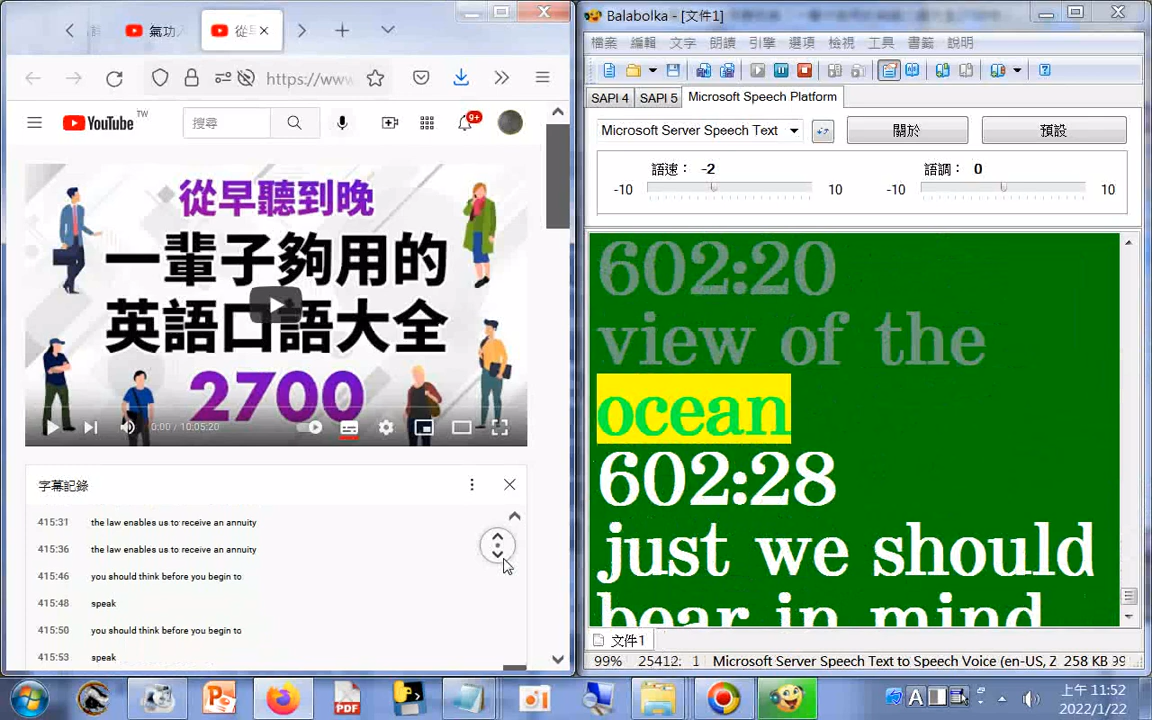 氣功
從
https://www
YouTube TW
搜尋
9+
從早聽到晚
一輩子夠用的
英語口語大全
2700
0:00 / 10:05:20
字幕記錄
415:31 the law enables us to receive an annuity
415:36 the law enables us to receive an annuity
415:46 you should think before you begin to
415:48 speak
415:50 you should think before you begin to
415:53 speak
Balabolka - [文件1]
檔案 編輯 文字 朗讀 引擎 選項 檢視 工具 書籤 說明
SAPI 4 SAPI 5 Microsoft Speech Platform
Microsoft Server Speech Text 關於 預設
語速： -2 語調： 0
-10 10 -10 10
602:20
view of the
ocean
602:28
just we should
bear in mind
文件1
99% 25412: 1 Microsoft Server Speech Text to Speech Voice (en-US, Z 258 KB
PDF
A
上午 11:52
2022/1/22